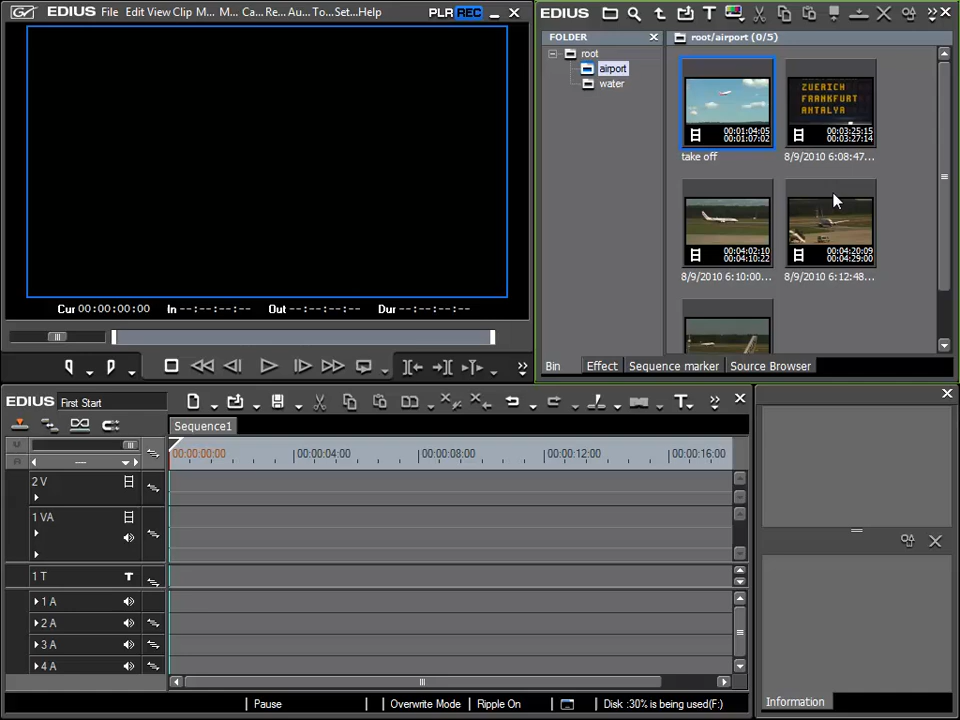 EDIUS File Edit View Clip M... M... Ca...Re... Au... To...Set...Help PLR REC
Cur 00:00:00:00 In --:--:--:-- Out --:--:--:-- Dur --:--:--:--
EDIUS
FOLDER
root
airport
water
root/airport (0/5)
00:01:04:05
00:01:07:02
take off
ZUERICH
FRANKFURT
ANTALYA
00:03:25:15
00:03:27:14
8/9/2010 6:08:47...
00:04:02:10
00:04:10:22
8/9/2010 6:10:00...
00:04:20:09
00:04:29:00
8/9/2010 6:12:48...
Bin Effect Sequence marker Source Browser
EDIUS First Start
Sequence1
00:00:00:00 00:00:04:00 00:00:08:00 00:00:12:00 00:00:16:00
2 V
1 VA
1 T
1 A
2 A
3 A
4 A
Pause Overwrite Mode Ripple On Disk :30% is being used(F:)
Information